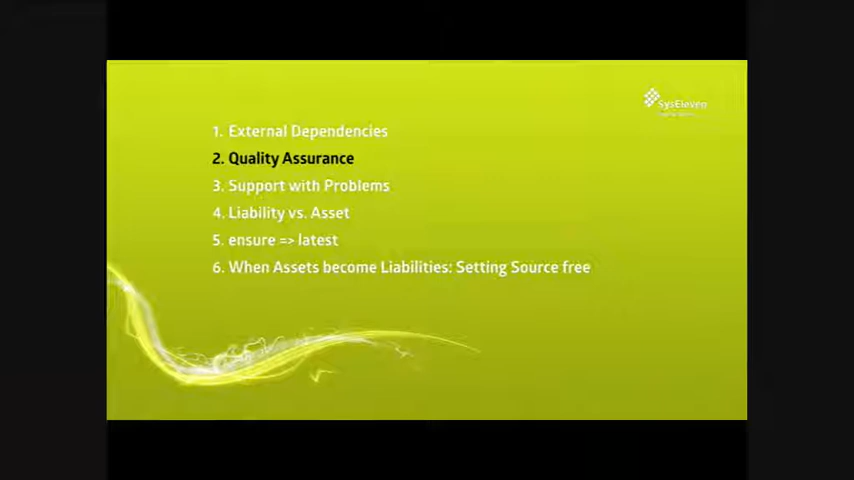 SysEleven
1. External Dependencies
2. Quality Assurance
3. Support with Problems
4. Liability vs. Asset
5. ensure => latest
6. When Assets become Liabilities: Setting Source free